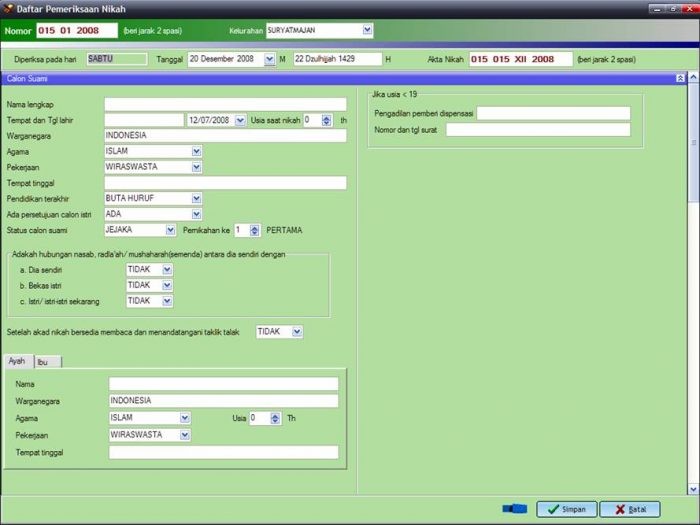 Daftar Pemeriksaan Nikah
Nomor 015 01 2008 (beri jarak 2 spasi) Kelurahan SURYATMAJAN
Diperiksa pada hari SABTU Tanggal 20 Desember 2008 M 22 Dzulhijjah 1429 H Akta Nikah 015 015 XII 2008 (beri jarak 2 spasi)
Calon Suami
Nama lengkap
Tempat dan Tgl lahir 12/07/2008 Usia saat nikah 0 th
Warganegara INDONESIA
Agama ISLAM
Pekerjaan WIRASWASTA
Tempat tinggal
Pendidikan terakhir BUTA HURUF
Ada persetujuan calon istri ADA
Status calon suami JEJAKA Pernikahan ke 1 PERTAMA
Adakah hubungan nasab, radla'ah/ mushaharah(semenda) antara dia sendiri dengan
a. Dia sendiri TIDAK
b. Bekas istri TIDAK
c. Istri/ istri-istri sekarang TIDAK
Setelah akad nikah bersedia membaca dan menandatangani taklik talak TIDAK
Ayah Ibu
Nama
Warganegara INDONESIA
Agama ISLAM Usia 0 Th
Pekerjaan WIRASWASTA
Tempat tinggal
Jika usia < 19
Pengadilan pemberi dispensasi
Nomor dan tgl surat
Simpan Batal